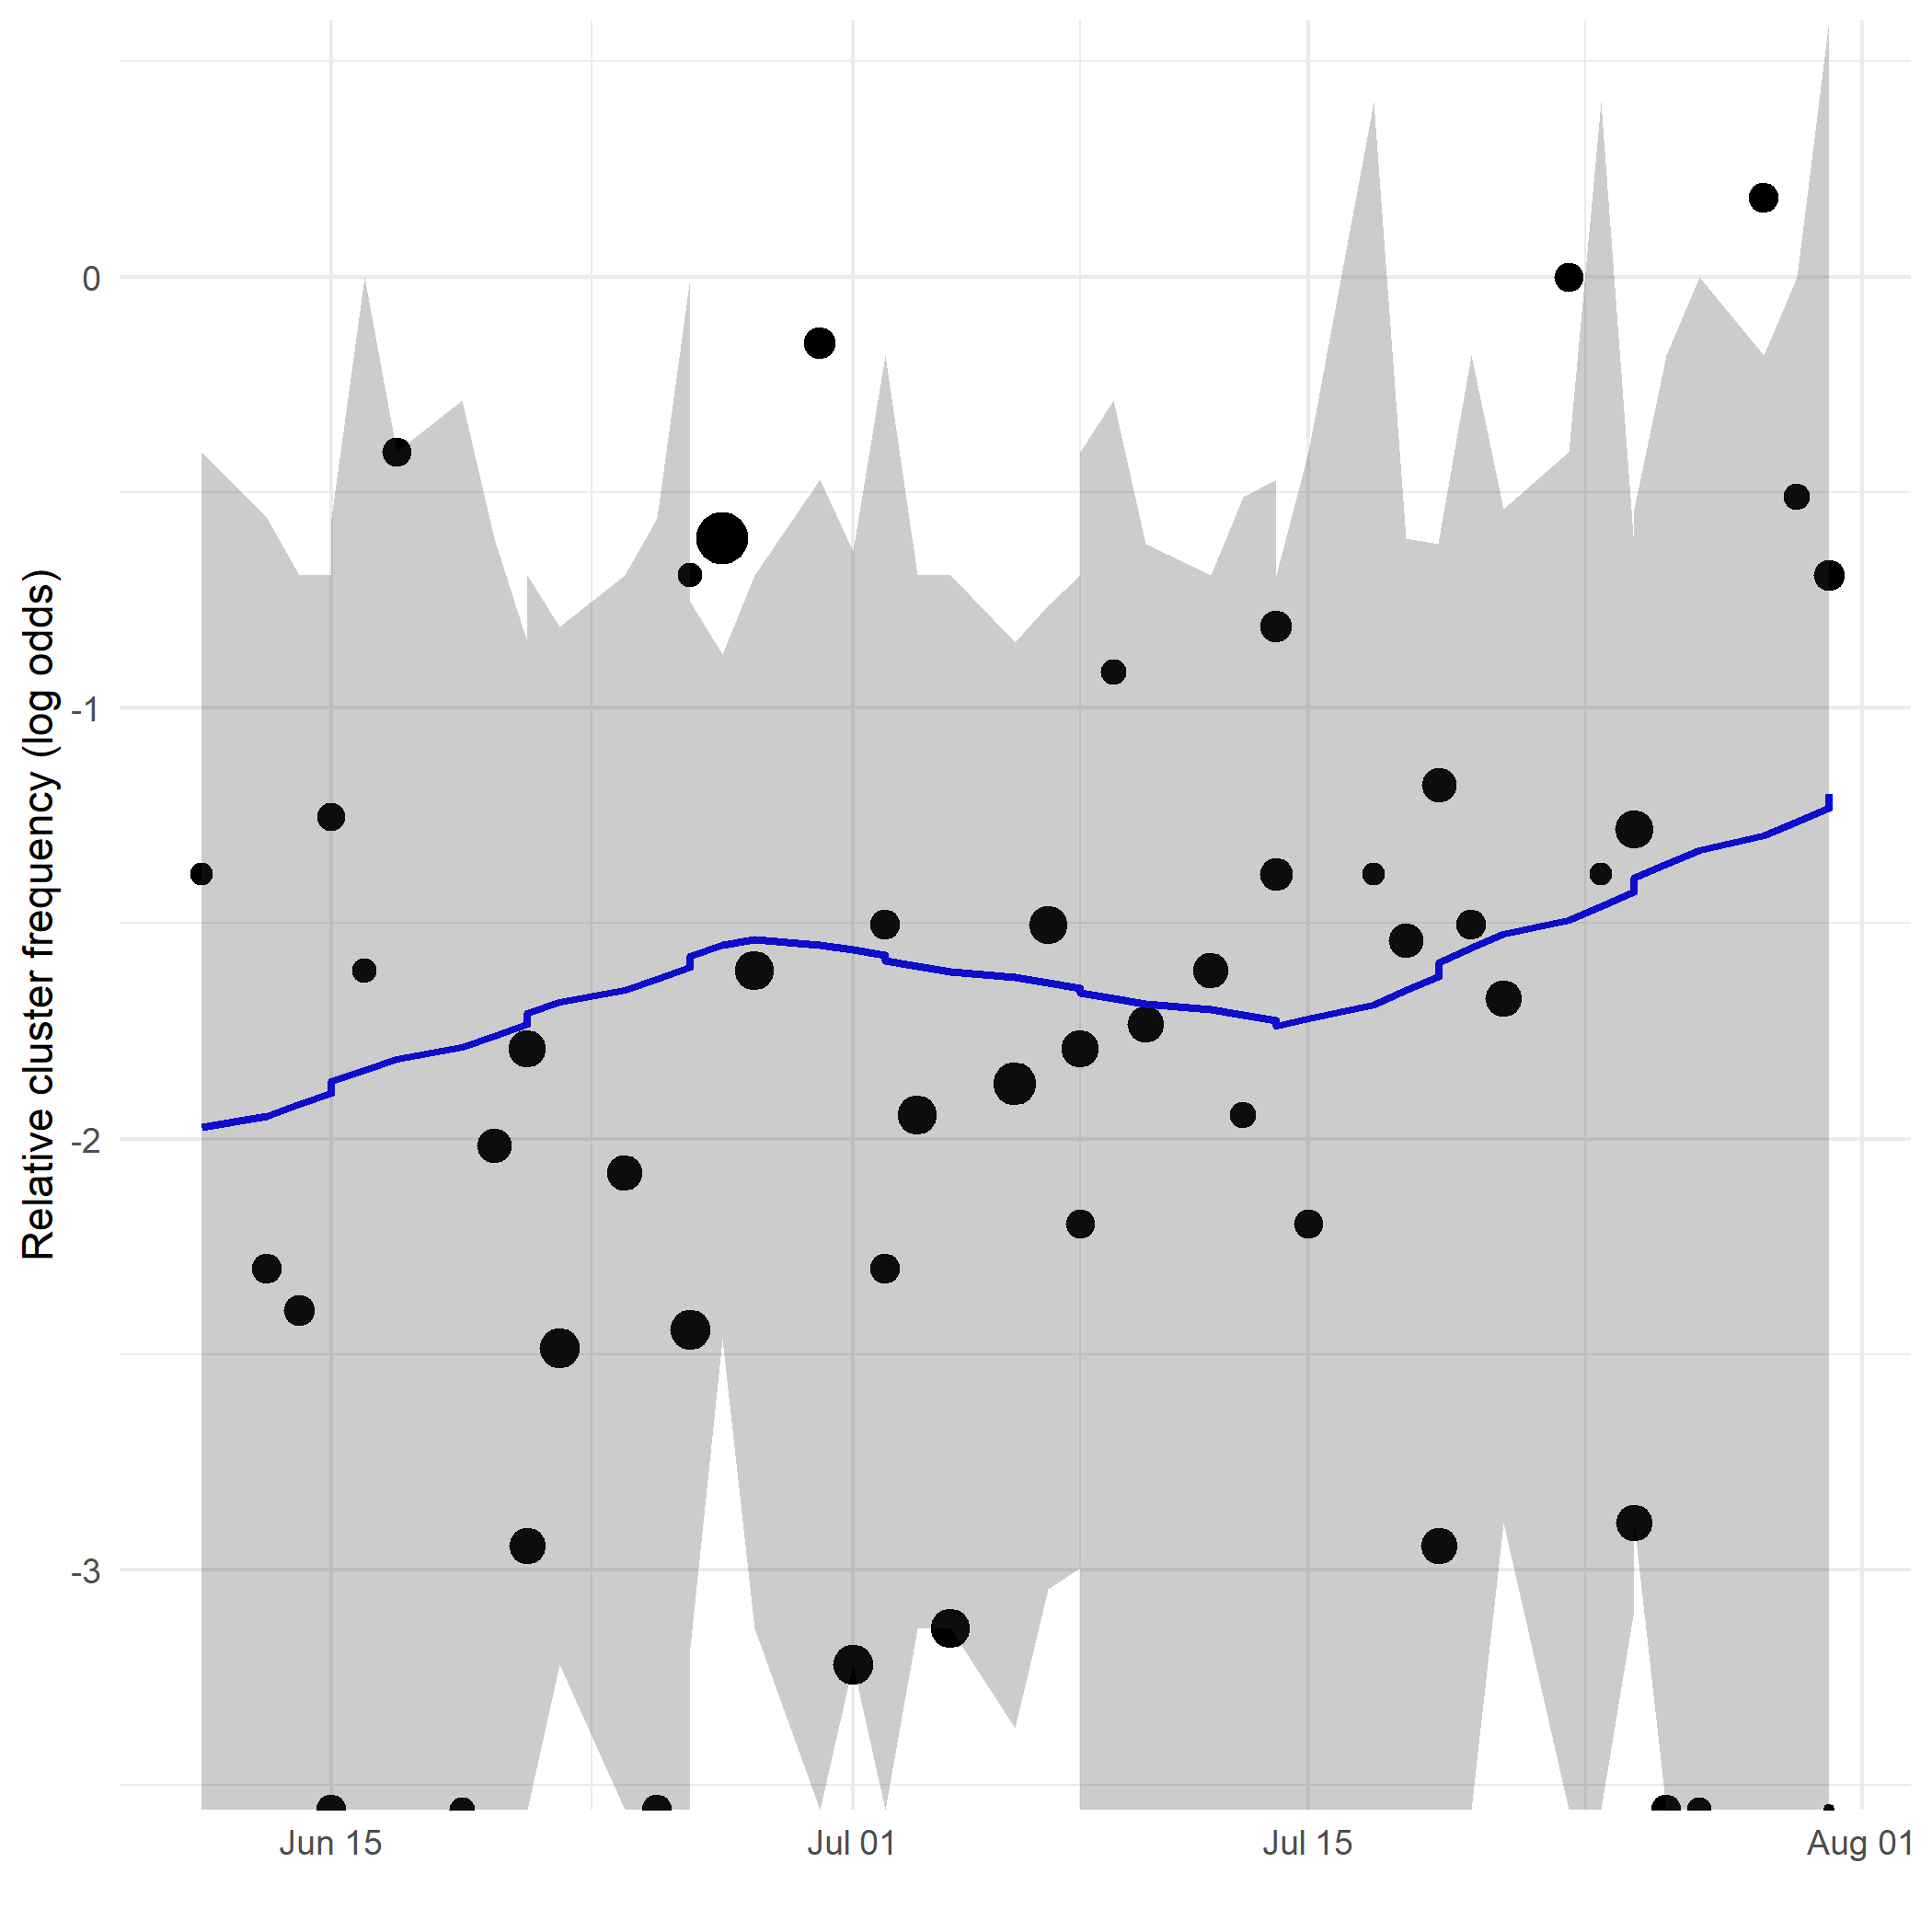 Relative cluster frequency (log odds)
0
-1
-2
-3
Jun 15
Jul 01
Jul 15
Aug 01